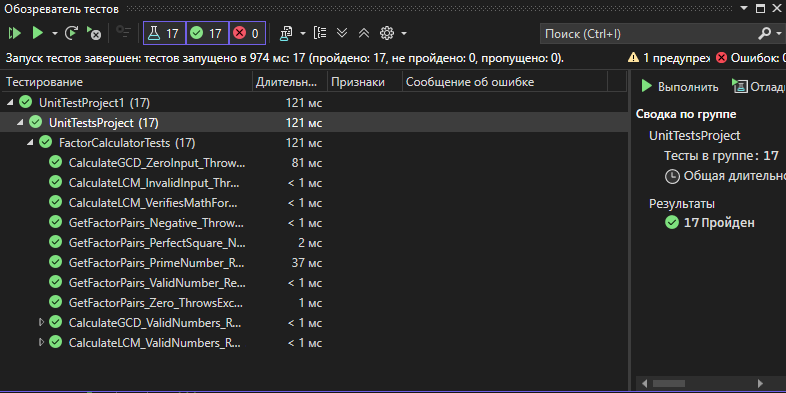 Обозреватель тестов
17 17 0
Поиск (Ctrl+I)
Запуск тестов завершен: тестов запущено в 974 мс: 17 (пройдено: 17, не пройдено: 0, пропущено: 0).
1 предупреж
Ошибок: 0
Тестирование Длительн... Признаки Сообщение об ошибке
UnitTestProject1 (17) 121 мс
UnitTestsProject (17) 121 мс
FactorCalculatorTests (17) 121 мс
CalculateGCD_ZeroInput_Throw... 81 мс
CalculateLCM_InvalidInput_Thr... < 1 мс
CalculateLCM_VerifiesMathFor... < 1 мс
GetFactorPairs_Negative_Throw... < 1 мс
GetFactorPairs_PerfectSquare_N... 2 мс
GetFactorPairs_PrimeNumber_R... 37 мс
GetFactorPairs_ValidNumber_Re... < 1 мс
GetFactorPairs_Zero_ThrowsExc... 1 мс
CalculateGCD_ValidNumbers_R... < 1 мс
CalculateLCM_ValidNumbers_R... < 1 мс
Выполнить Отлад
Сводка по группе
UnitTestsProject
Тесты в группе: 17
Общая длительно
Результаты
17 Пройден